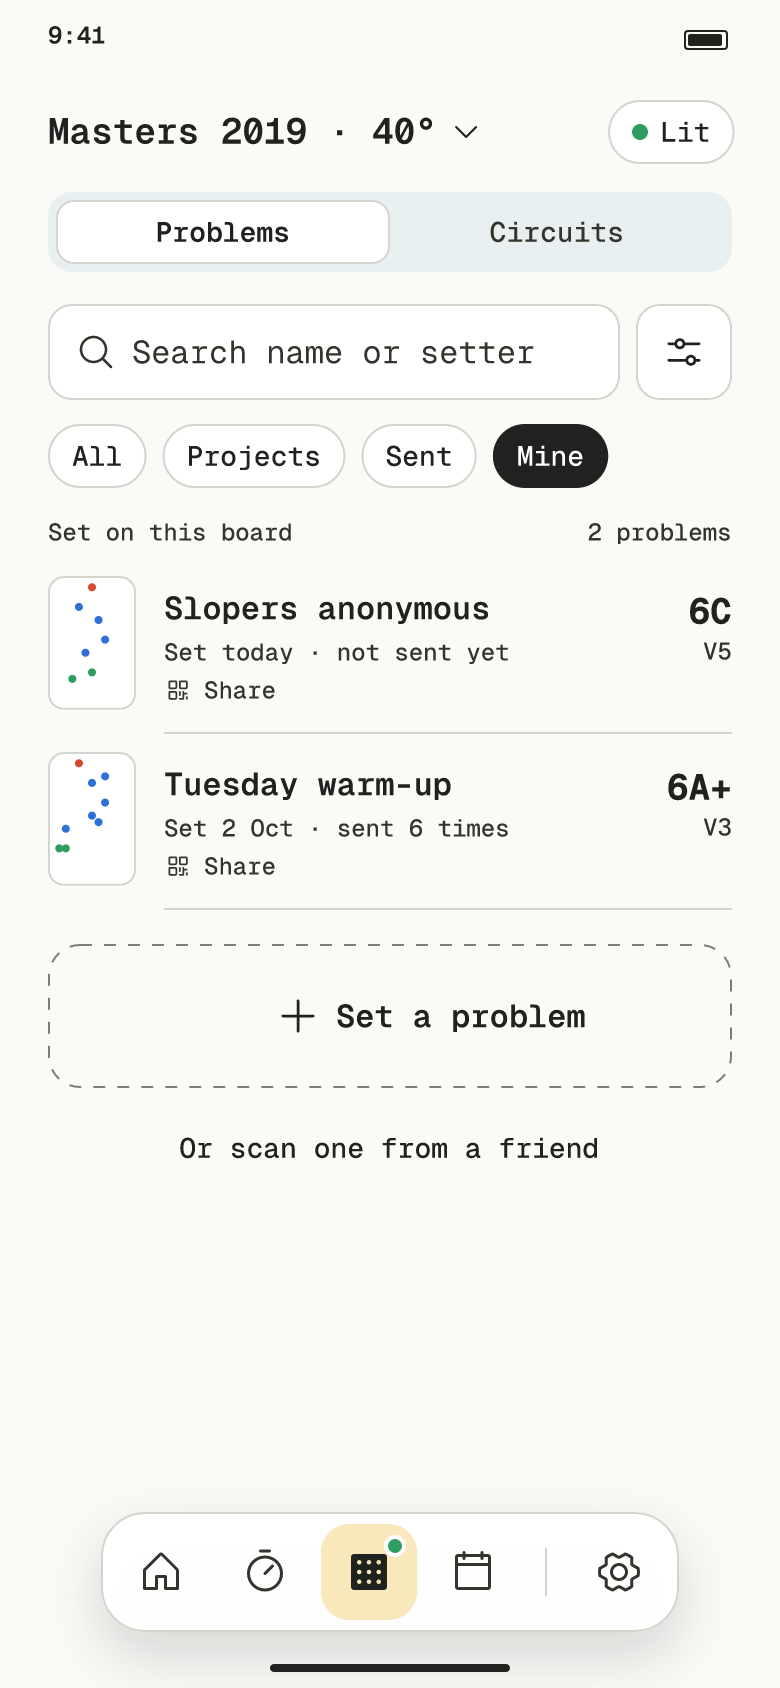 9:41
Masters 2019 · 40°
Lit
Problems
Circuits
Search name or setter
All
Projects
Sent
Mine
Set on this board
2 problems
Slopers anonymous
6C
Set today · not sent yet
V5
Share
Tuesday warm-up
6A+
Set 2 Oct · sent 6 times
V3
Share
Set a problem
Or scan one from a friend